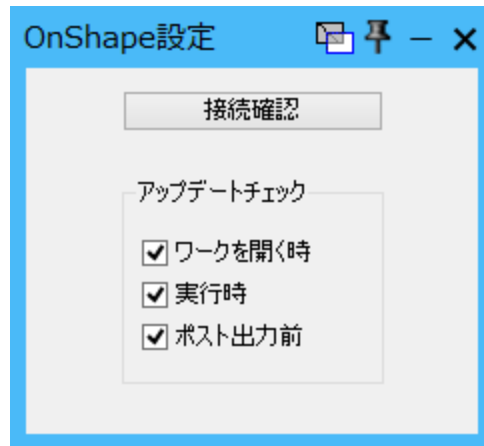 OnShape設定
接続確認
アップデートチェック
ワークを開く時
実行時
ポスト出力前